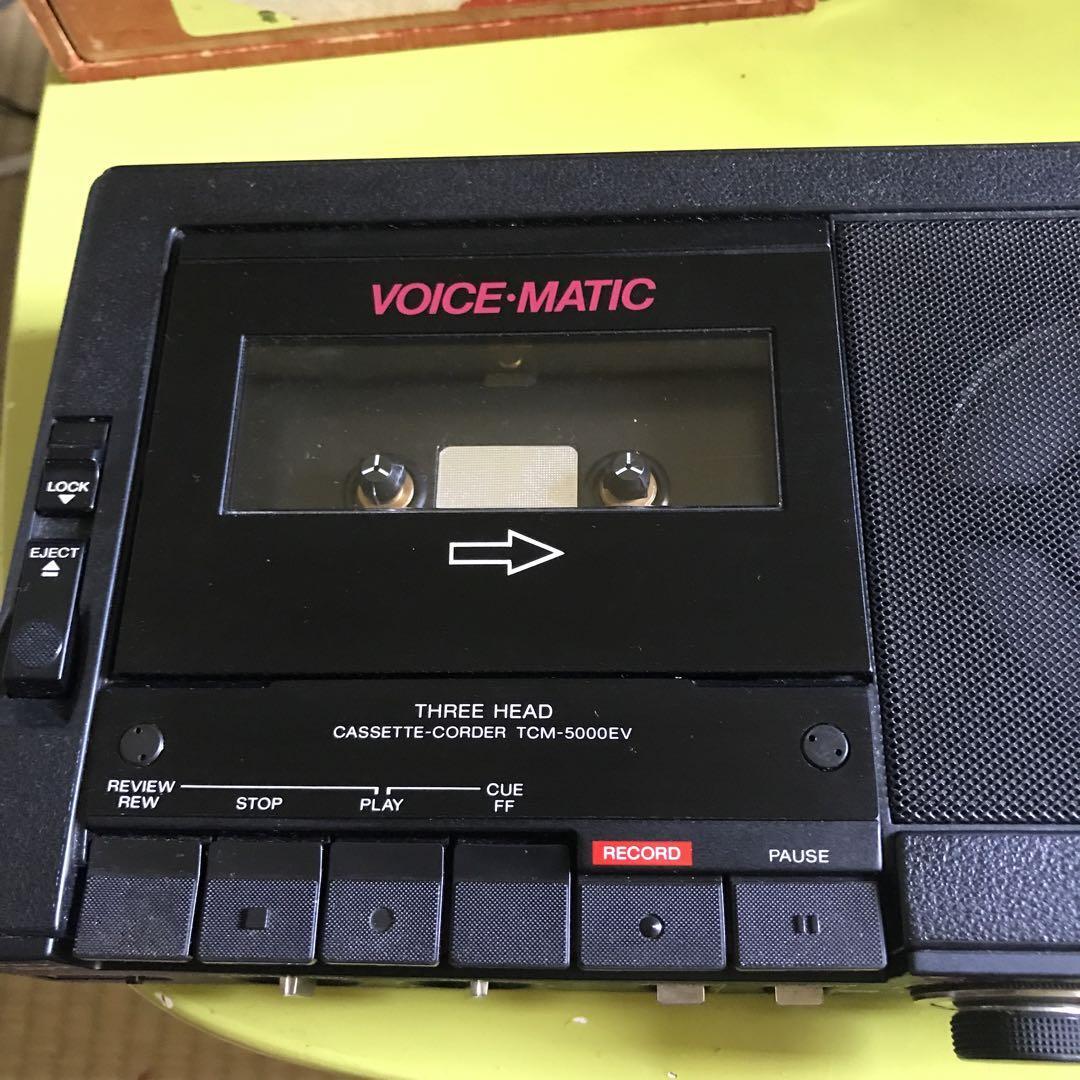 VOICE·MATIC
LOCK
EJECT
THREE HEAD
CASSETTE-CORDER TCM-5000EV
REVIEW
REW
STOP
PLAY
CUE
FF
RECORD
PAUSE